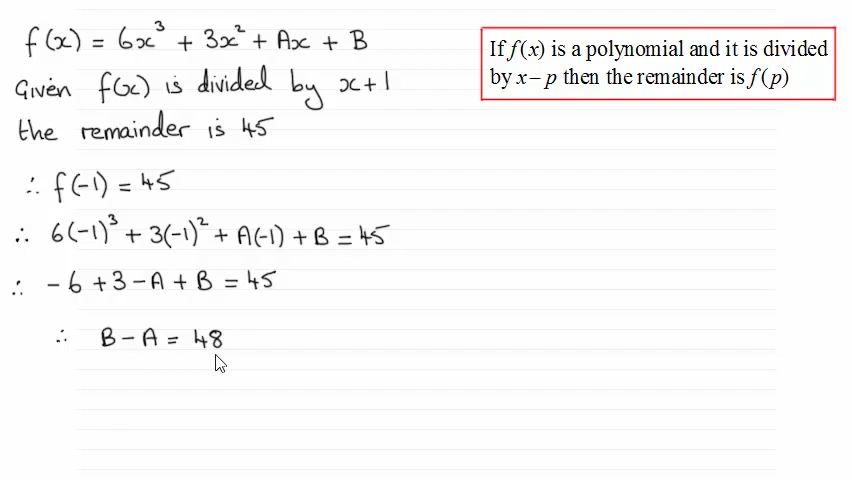 f(x) = 6x³ + 3x² + Ax + B
Given f(x) is divided by x+1
the remainder is 45
∴ f(-1) = 45
∴ 6(-1)³ + 3(-1)² + A(-1) + B = 45
∴ -6 + 3 - A + B = 45
∴ B - A = 48
If f(x) is a polynomial and it is divided
by x – p then the remainder is f(p)